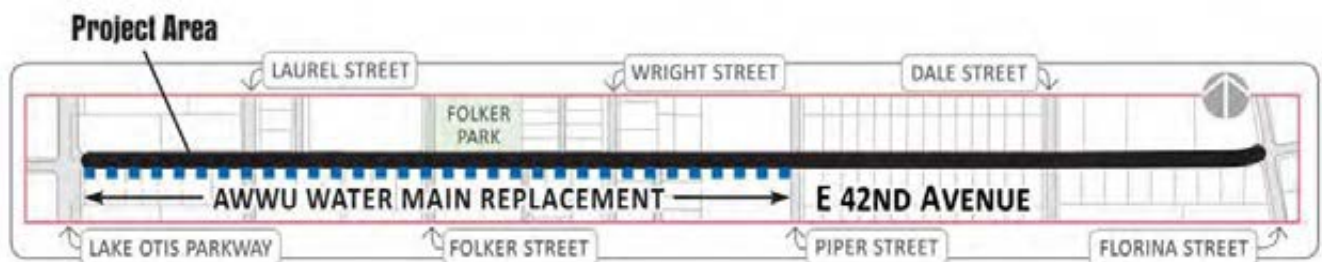 Project Area
LAUREL STREET
WRIGHT STREET
DALE STREET
FOLKER
PARK
AWWU WATER MAIN REPLACEMENT
E 42ND AVENUE
LAKE OTIS PARKWAY
FOLKER STREET
PIPER STREET
FLORINA STREET